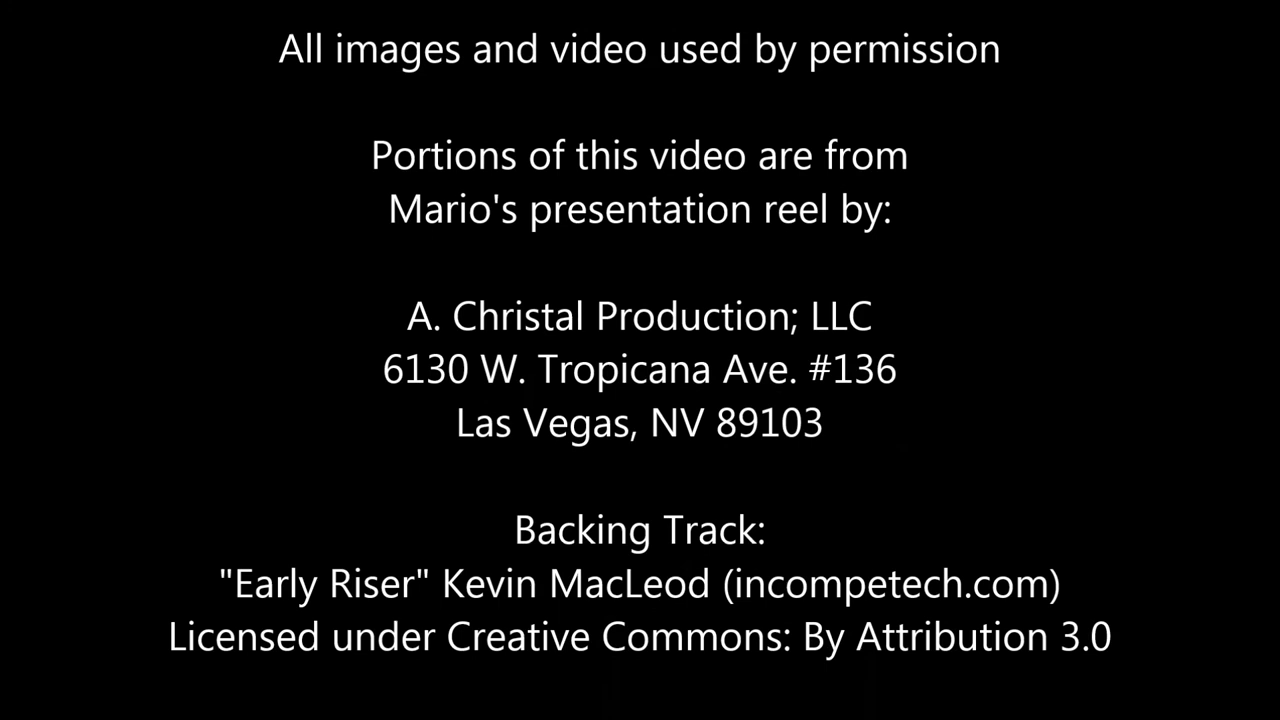 All images and video used by permission
Portions of this video are from
Mario's presentation reel by:
A. Christal Production; LLC
6130 W. Tropicana Ave. #136
Las Vegas, NV 89103
Backing Track:
"Early Riser" Kevin MacLeod (incompetech.com)
Licensed under Creative Commons: By Attribution 3.0